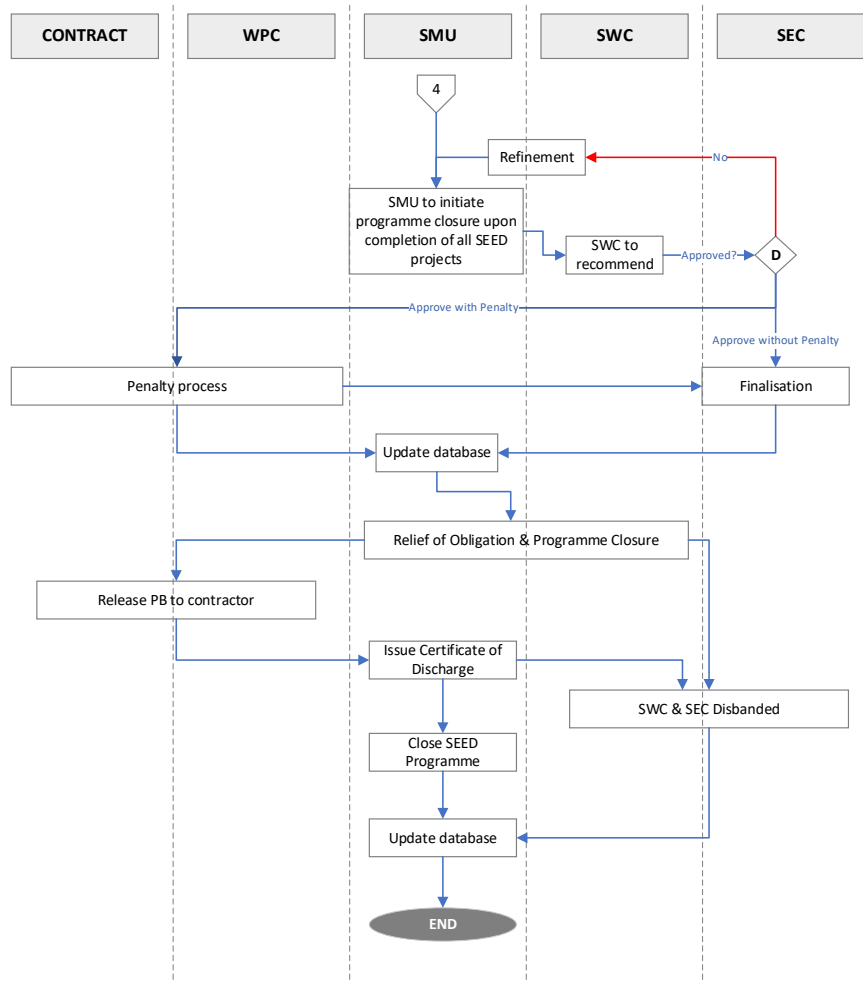 CONTRACT
WPC
SMU
SWC
SEC
4
Refinement
No
SMU to initiate
programme closure upon
completion of all SEED
projects
SWC to
recommend
Approved?
D
Approve with Penalty
Approve without Penalty
Penalty process
Finalisation
Update database
Relief of Obligation & Programme Closure
Release PB to contractor
Issue Certificate of
Discharge
SWC & SEC Disbanded
Close SEED
Programme
Update database
END